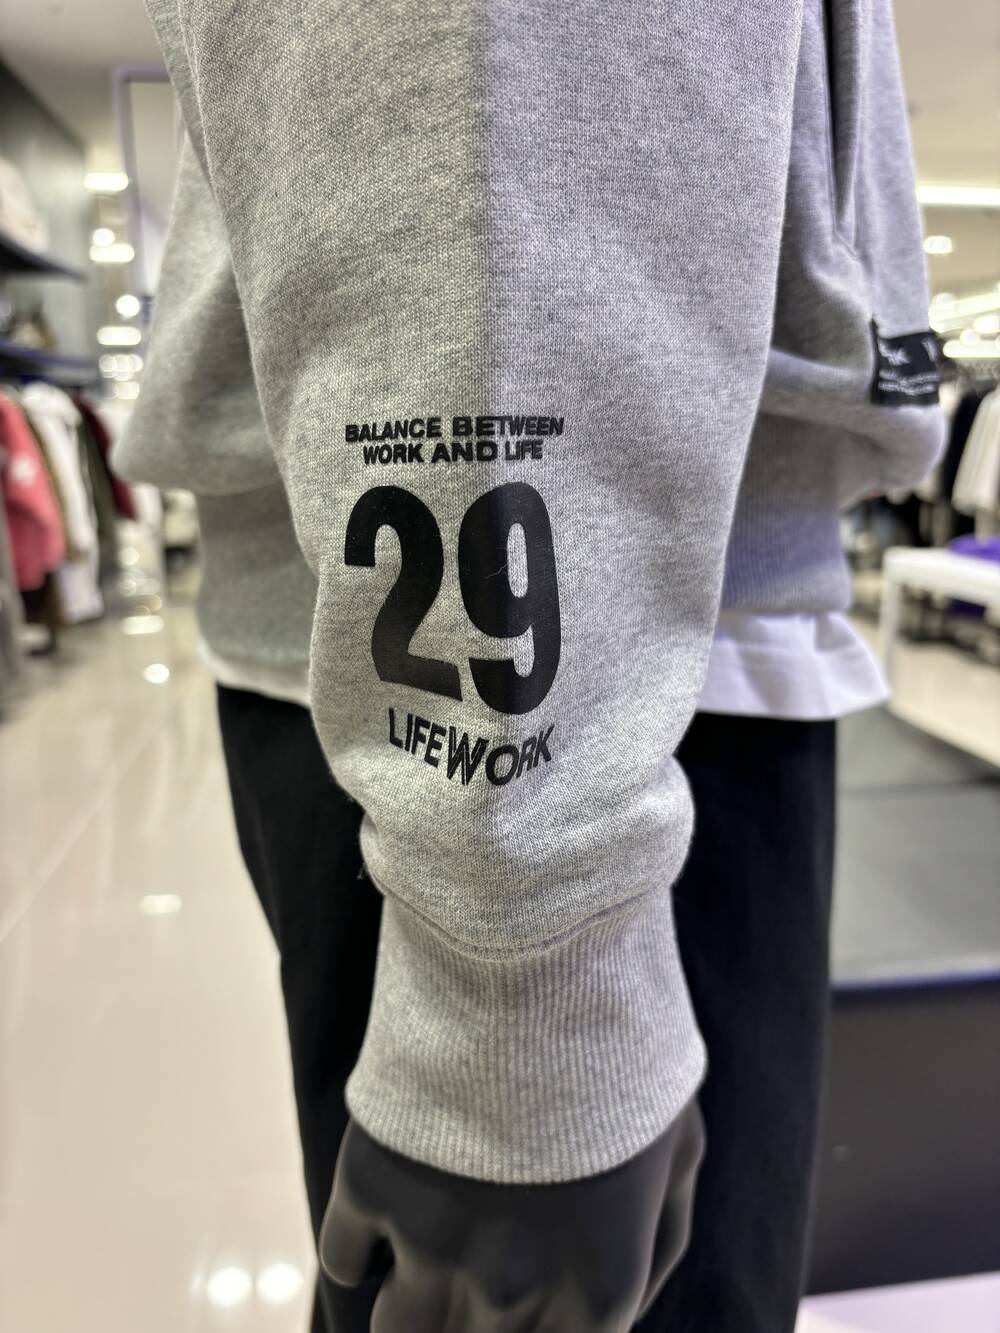 BALANCE BETWEEN
WORK AND LIFE
29
LIFEWORK